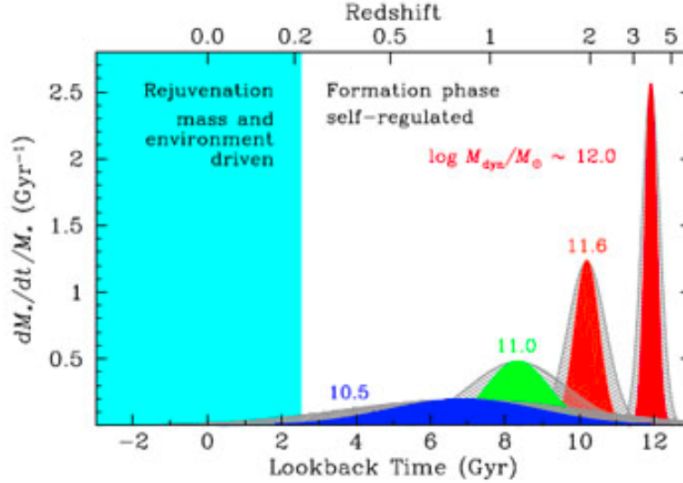 Redshift
0.0 0.2 0.5 1 2 3 5
Rejuvenation
mass and
environment
driven
Formation phase
self-regulated
log M_dyn/M_⊙ ~ 12.0
11.6
11.0
10.5
dM_*/dt/M_* (Gyr⁻¹)
2.5
2
1.5
1
0.5
−2 0 2 4 6 8 10 12
Lookback Time (Gyr)